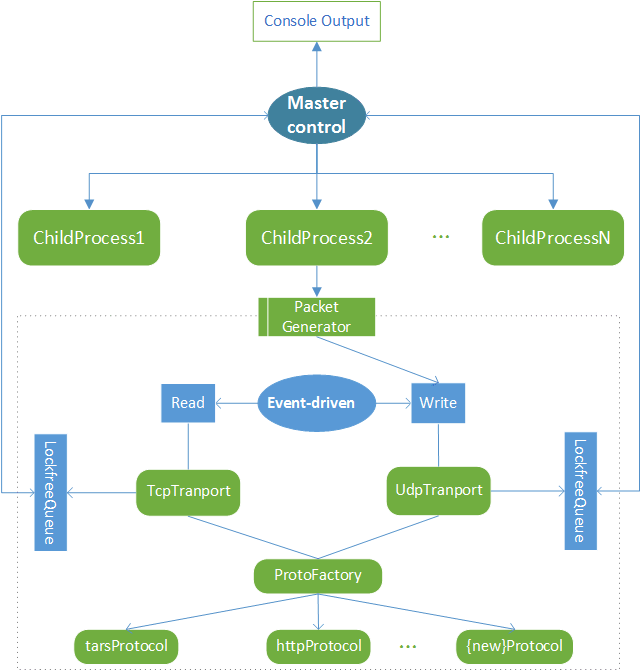 Console Output
Master
control
ChildProcess1
ChildProcess2
...
ChildProcessN
Packet
Generator
Read
Event-driven
Write
LockfreeQueue
TcpTranport
UdpTranport
LockfreeQueue
ProtoFactory
tarsProtocol
httpProtocol
...
{new}Protocol